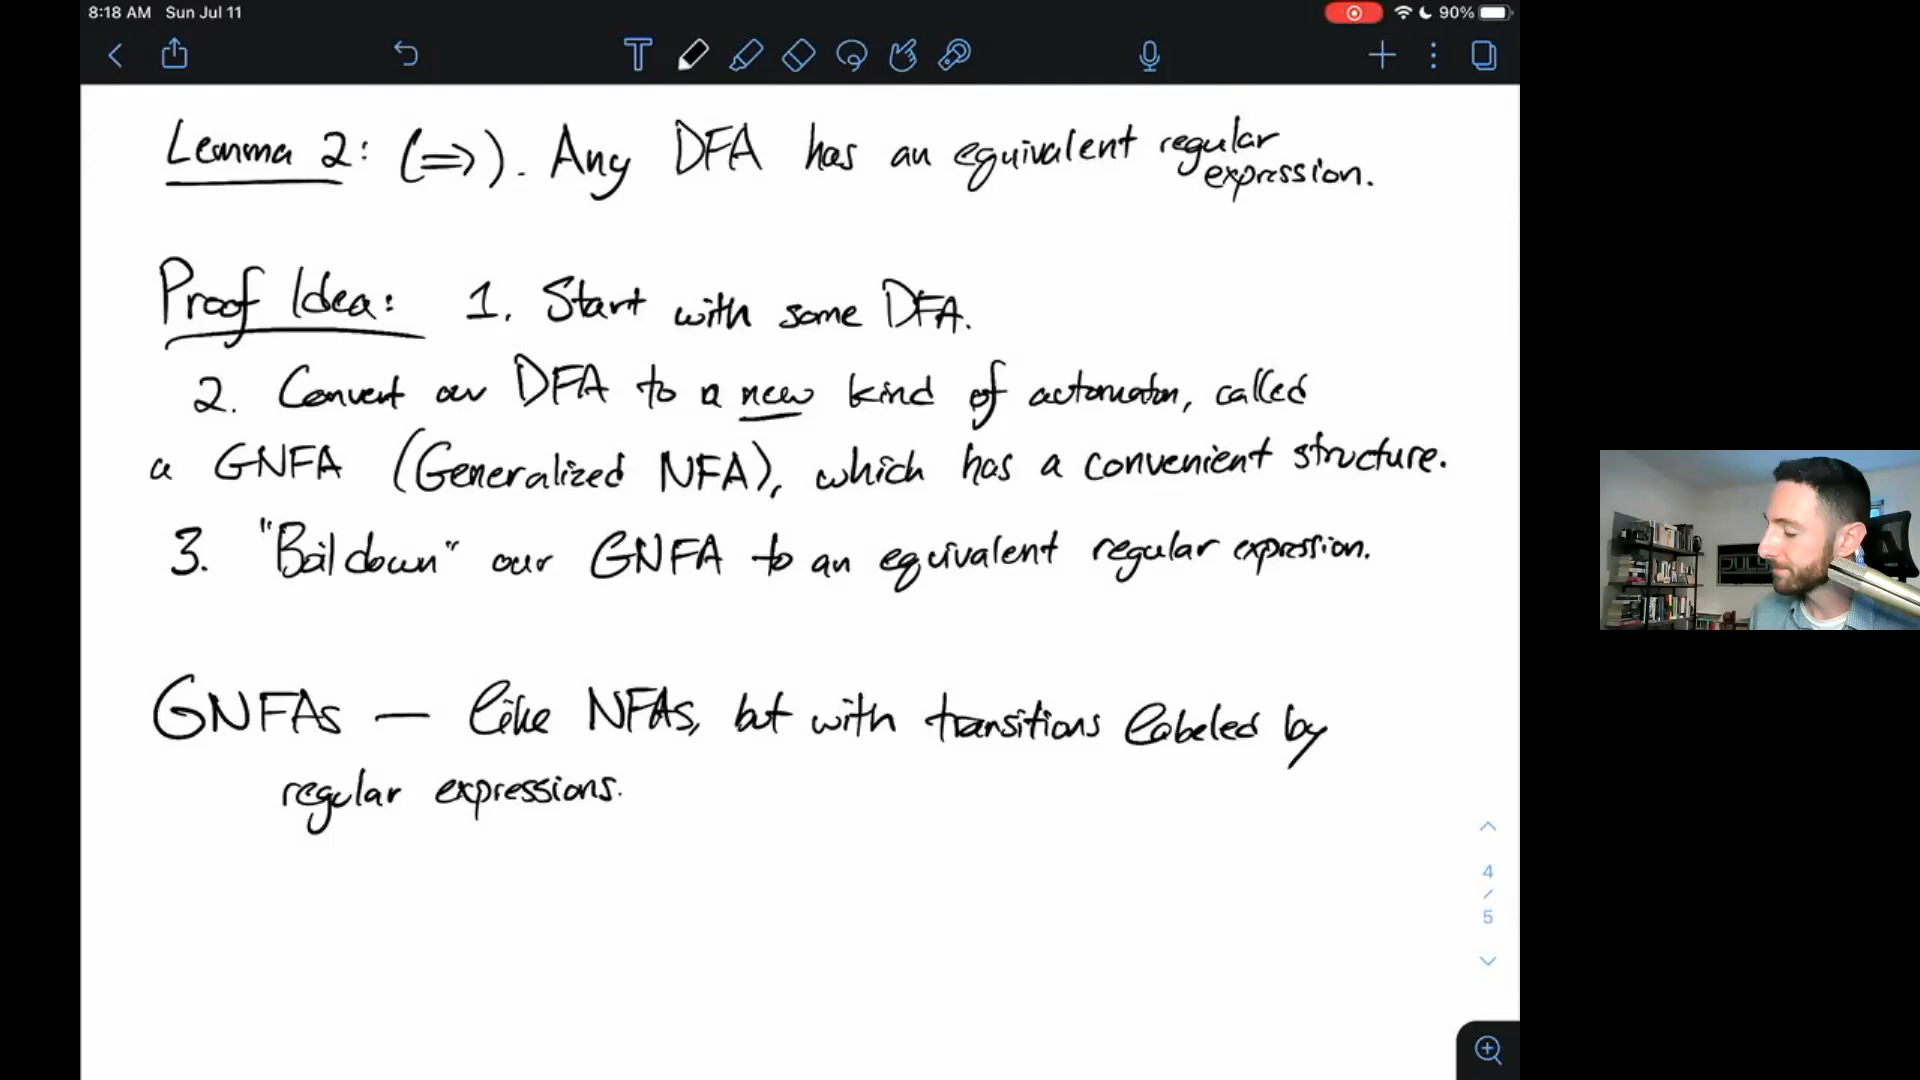 8:18 AM Sun Jul 11
90%
Lemma 2: (⇒). Any DFA has an equivalent regular
expression.
Proof Idea: 1. Start with some DFA.
2. Convert our DFA to a new kind of automaton, called
a GNFA (Generalized NFA), which has a convenient structure.
3. "Boil down" our GNFA to an equivalent regular expression.
GNFAs — like NFAs, but with transitions labeled by
regular expressions.
4
/
5